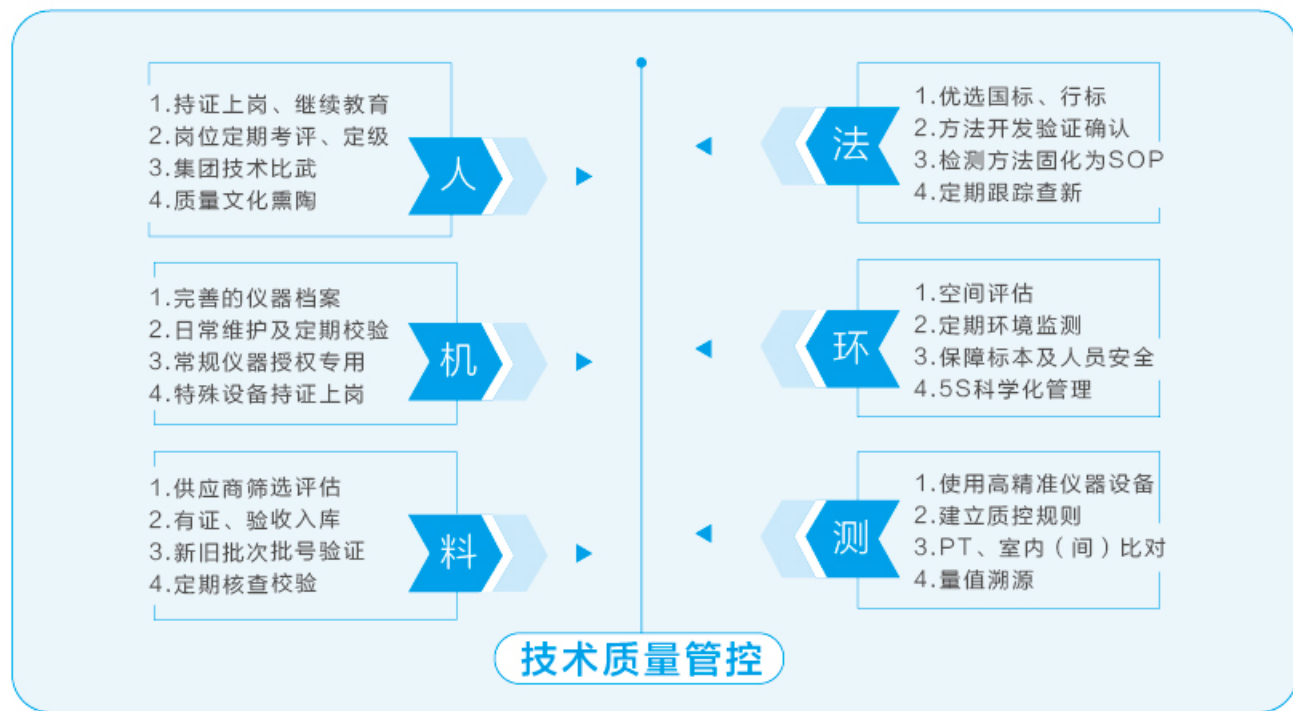 1.持证上岗、继续教育
2.岗位定期考评、定级
3.集团技术比武
4.质量文化熏陶
人
1.完善的仪器档案
2.日常维护及定期校验
3.常规仪器授权专用
4.特殊设备持证上岗
机
1.供应商筛选评估
2.有证、验收入库
3.新旧批次批号验证
4.定期核查校验
料
1.优选国标、行标
2.方法开发验证确认
3.检测方法固化为SOP
4.定期跟踪查新
法
1.空间评估
2.定期环境监测
3.保障标本及人员安全
4.5S科学化管理
环
1.使用高精准仪器设备
2.建立质控规则
3.PT、室内（间）比对
4.量值溯源
测
技术质量管控